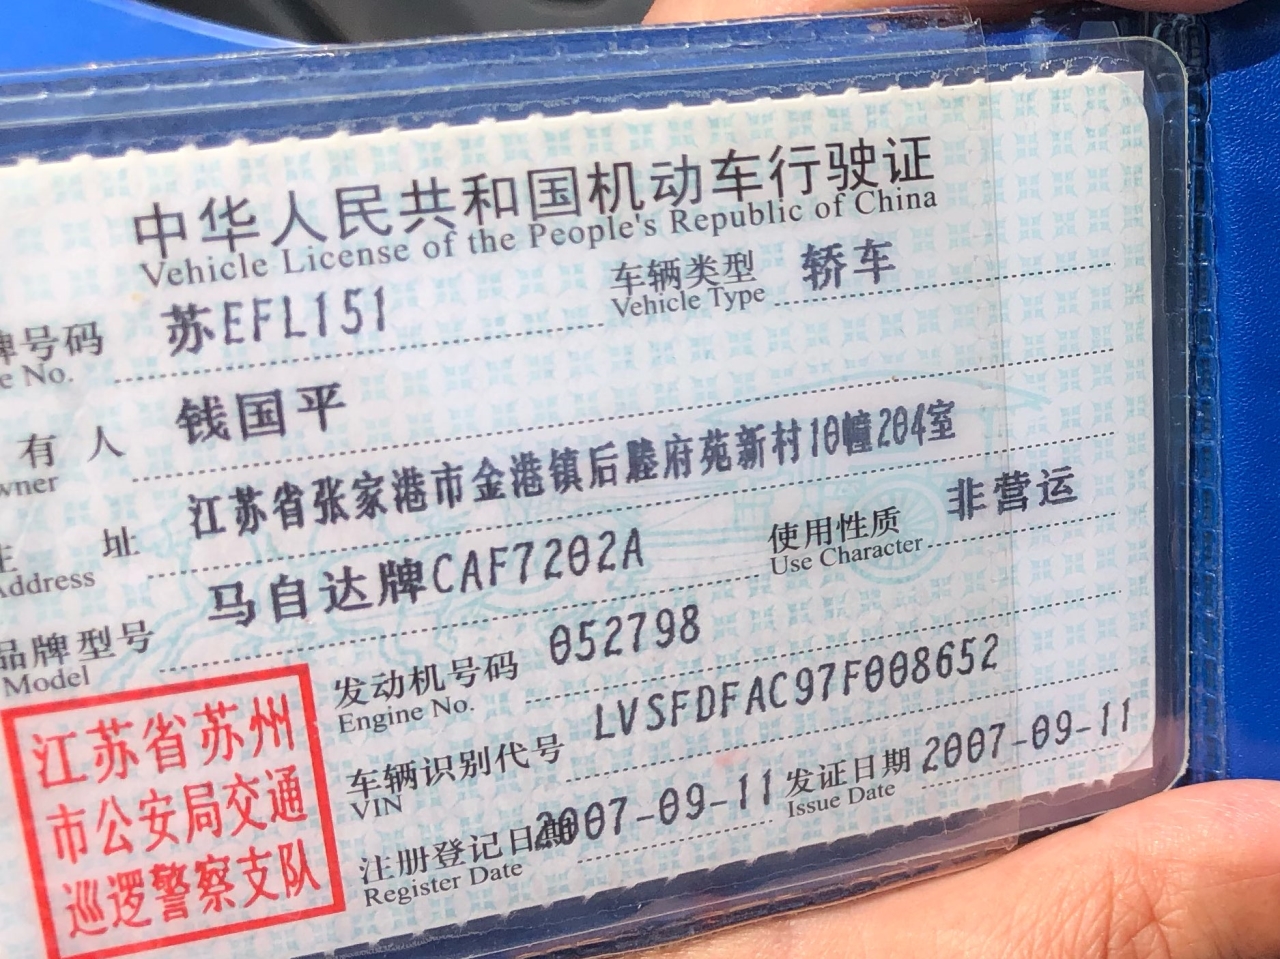 中华人民共和国机动车行驶证
Vehicle License of the People's Republic of China
牌号码 苏EFL151 车辆类型 轿车
e No. Vehicle Type
有人 钱国平
wner
址 江苏省张家港市金港镇后塍府苑新村10幢204室
Address
品牌型号 马自达牌CAF7202A 使用性质 非营运
Model Use Character
发动机号码 052798
Engine No.
车辆识别代号 LVSFDFAC97F008652
VIN
注册登记日期 2007-09-11 发证日期 2007-09-11
Register Date Issue Date
江苏省苏州
市公安局交通
巡逻警察支队